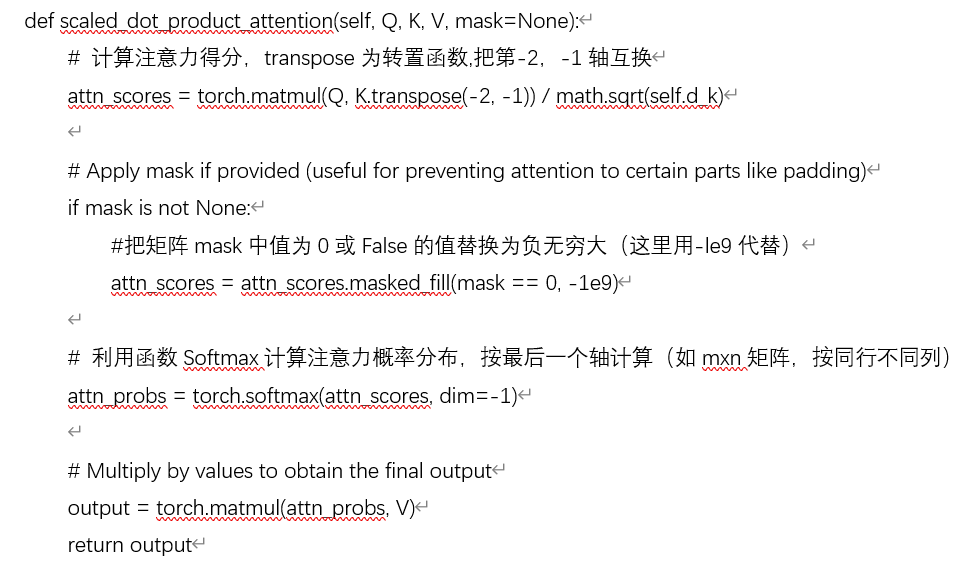 def scaled_dot_product_attention(self, Q, K, V, mask=None):
# 计算注意力得分，transpose 为转置函数,把第-2，-1 轴互换
attn_scores = torch.matmul(Q, K.transpose(-2, -1)) / math.sqrt(self.d_k)
# Apply mask if provided (useful for preventing attention to certain parts like padding)
if mask is not None:
#把矩阵 mask 中值为 0 或 False 的值替换为负无穷大（这里用-le9 代替）
attn_scores = attn_scores.masked_fill(mask == 0, -1e9)
# 利用函数 Softmax 计算注意力概率分布，按最后一个轴计算（如 mxn 矩阵，按同行不同列）
attn_probs = torch.softmax(attn_scores, dim=-1)
# Multiply by values to obtain the final output
output = torch.matmul(attn_probs, V)
return output